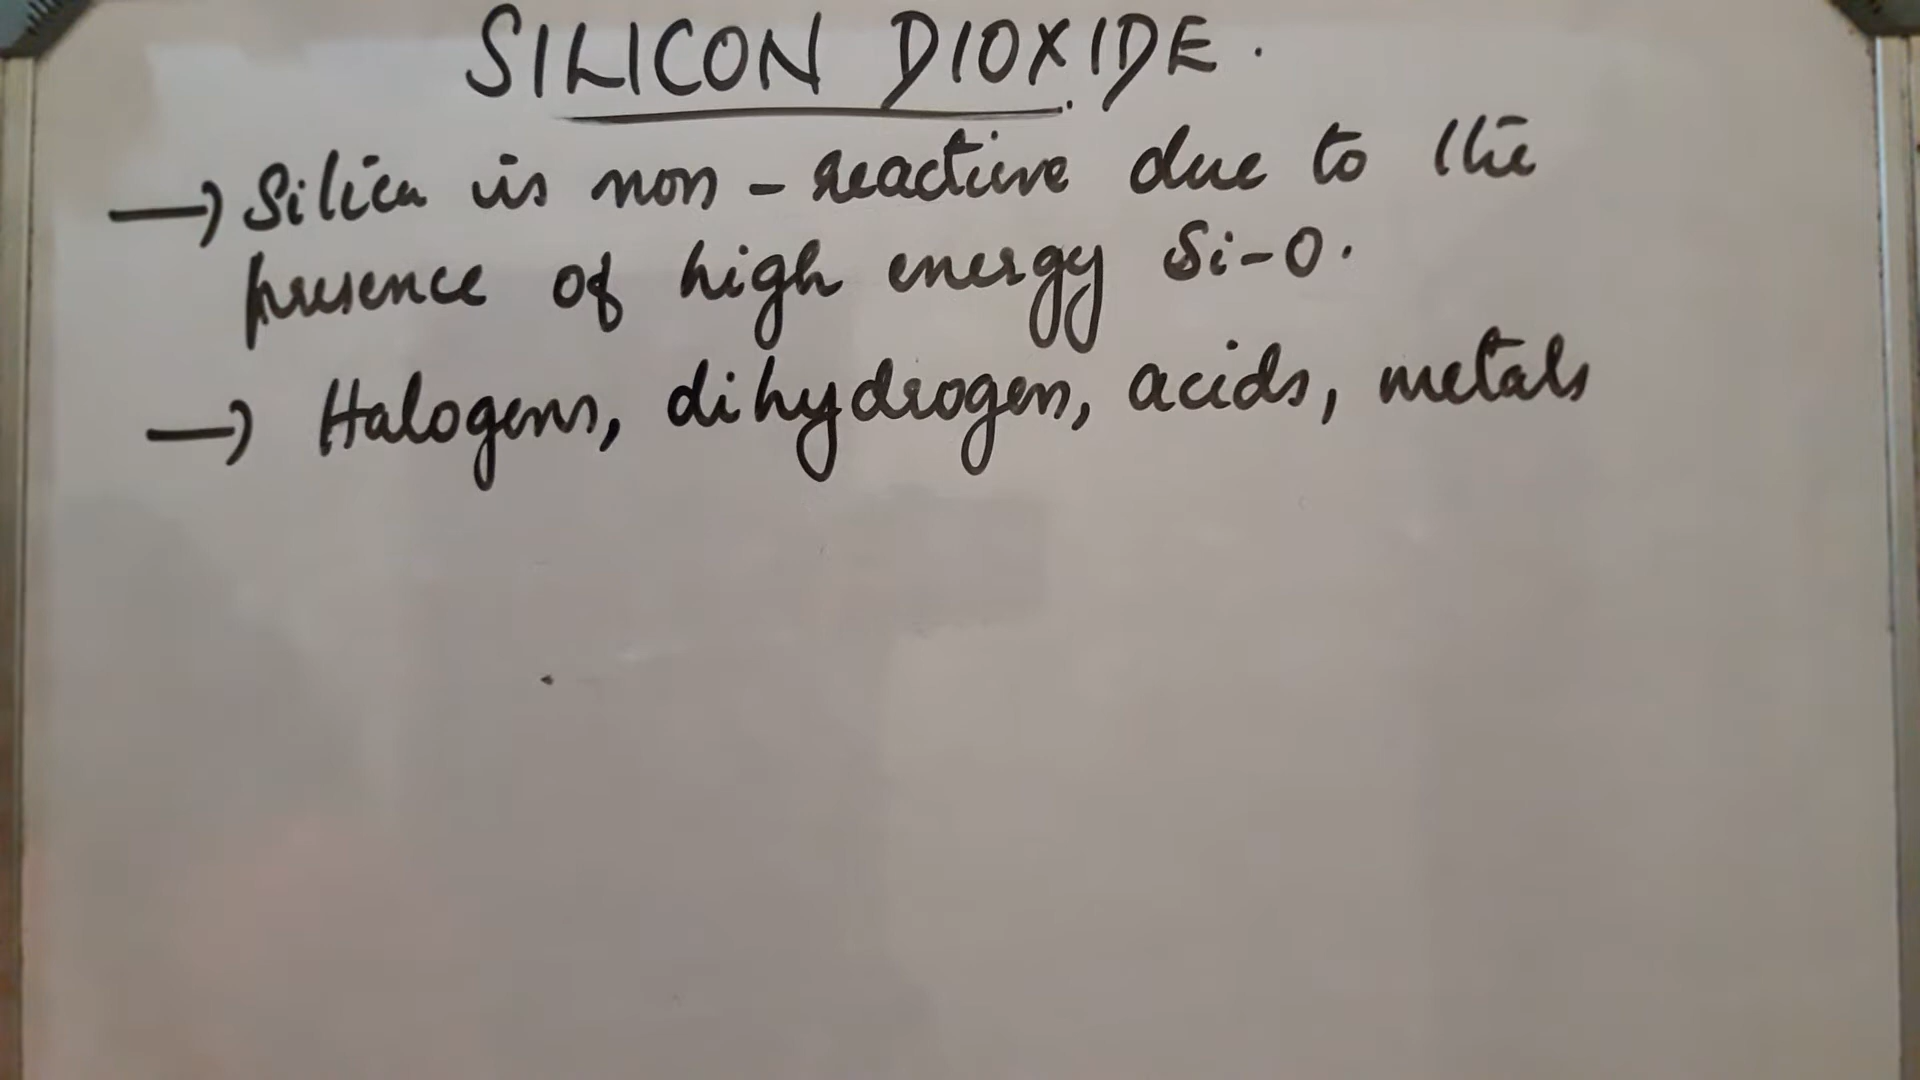 SILICON DIOXIDE.
→ Silica is non-reactive due to the
presence of high energy Si-O.
→ Halogens, dihydrogen, acids, metals